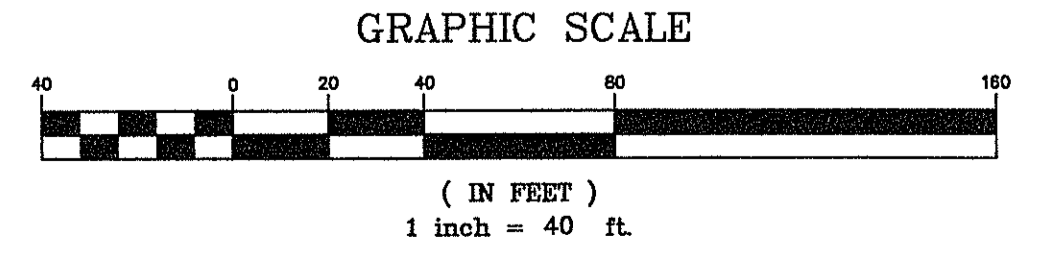 GRAPHIC SCALE
40 0 20 40 80 160
( IN FEET )
1 inch = 40 ft.